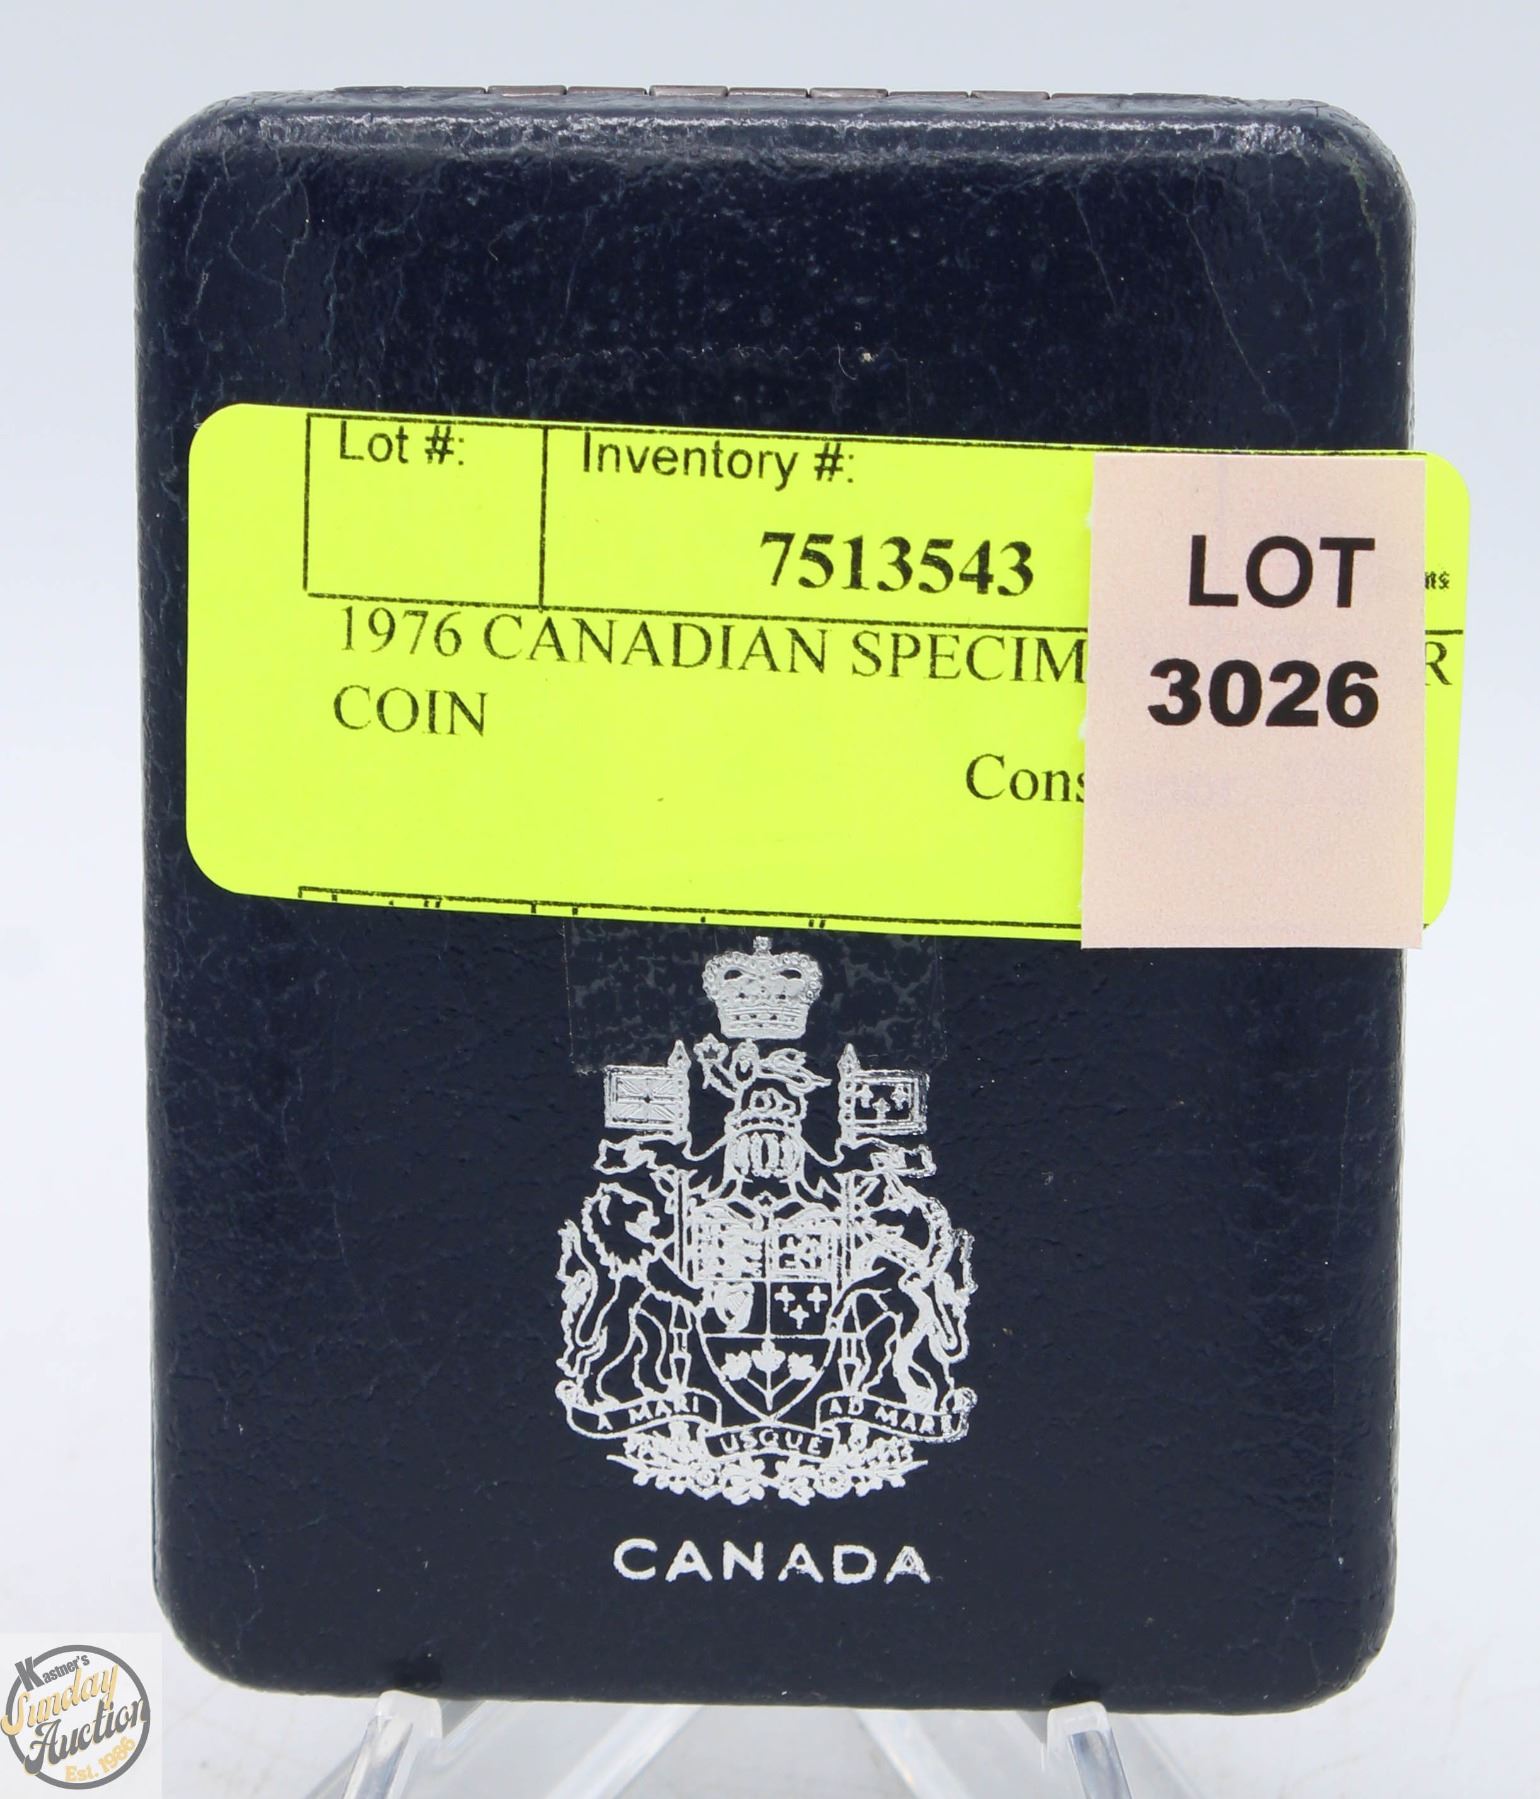 Lot #: Inventory #:
7513543
LOT
3026
1976 CANADIAN SPECIM R
COIN
Cons
A MARI USQUE AD MARE
CANADA
Kastner's
Sunday
Auction
Est. 1986